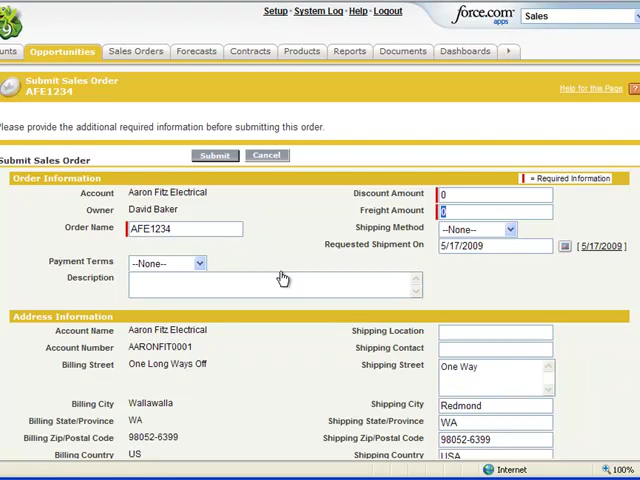 Setup System Log Help Logout
force.com
apps
Sales
unts Opportunities Sales Orders Forecasts Contracts Products Reports Documents Dashboards
Submit Sales Order
AFE1234
Help for this Page ?
lease provide the additional required information before submitting this order.
Submit Sales Order Submit Cancel
Order Information = Required Information
Account Aaron Fitz Electrical Discount Amount 0
Owner David Baker Freight Amount 0
Order Name AFE1234 Shipping Method --None--
Requested Shipment On 5/17/2009 [ 5/17/2009 ]
Payment Terms --None--
Description
Address Information
Account Name Aaron Fitz Electrical Shipping Location
Account Number AARONFIT0001 Shipping Contact
Billing Street One Long Ways Off Shipping Street One Way
Billing City Wallawalla Shipping City Redmond
Billing State/Province WA Shipping State/Province WA
Billing Zip/Postal Code 98052-6399 Shipping Zip/Postal Code 98052-6399
Billing Country US Shipping Country USA
Internet 100%